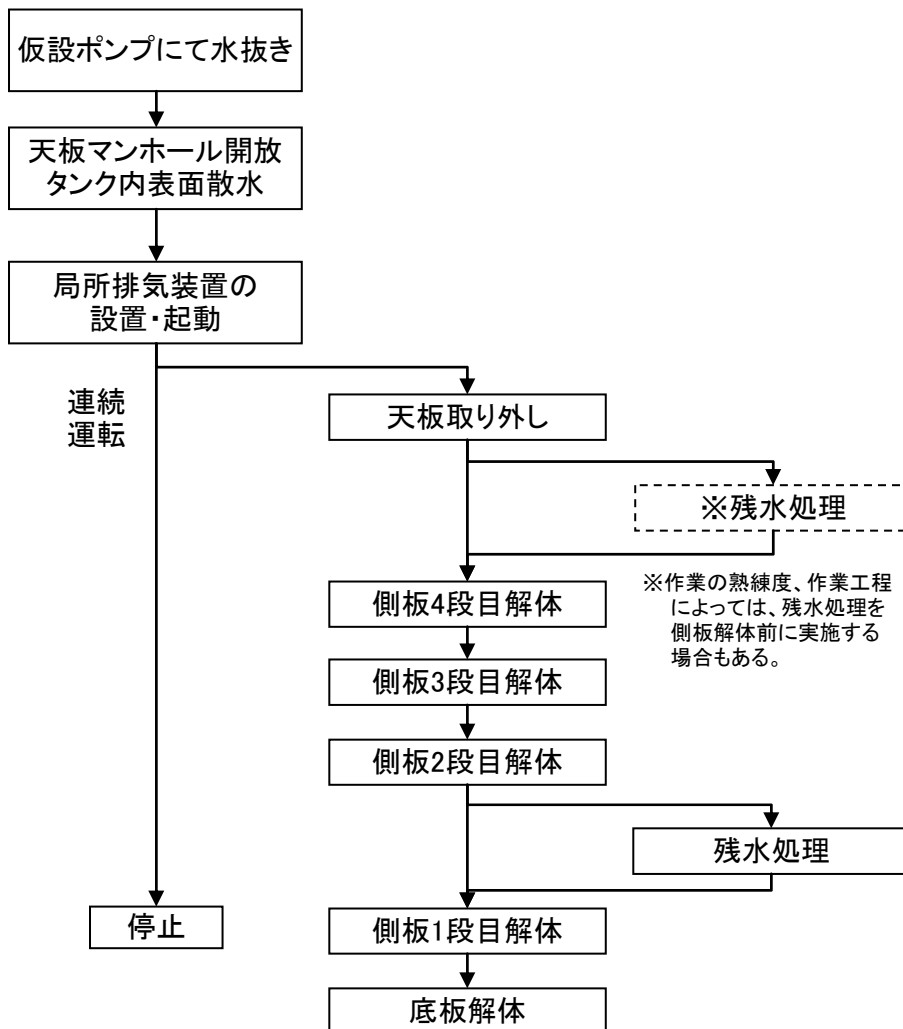 仮設ポンプにて水抜き
天板マンホール開放
タンク内表面散水
局所排気装置の
設置・起動
連続
運転
天板取り外し
※残水処理
※作業の熟練度、作業工程
によっては、残水処理を
側板解体前に実施する
場合もある。
側板4段目解体
側板3段目解体
側板2段目解体
残水処理
停止
側板1段目解体
底板解体